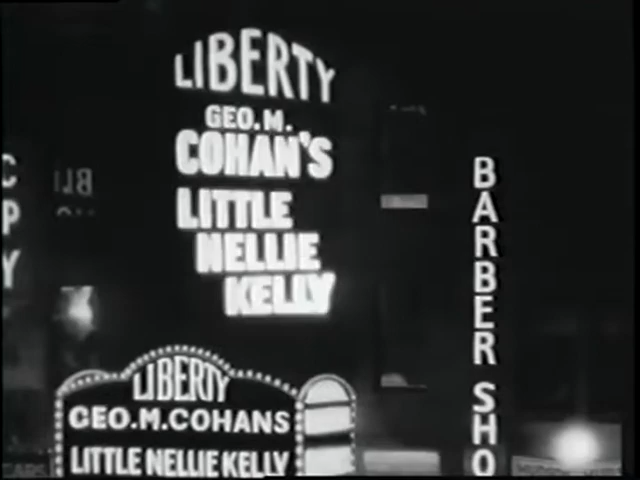 LIBERTY
GEO. M.
COHAN'S
LITTLE
NELLIE
KELLY
LIBERTY
GEO.M.COHANS
LITTLE NELLIE KELLY
BARBER SHO
C
P
Y